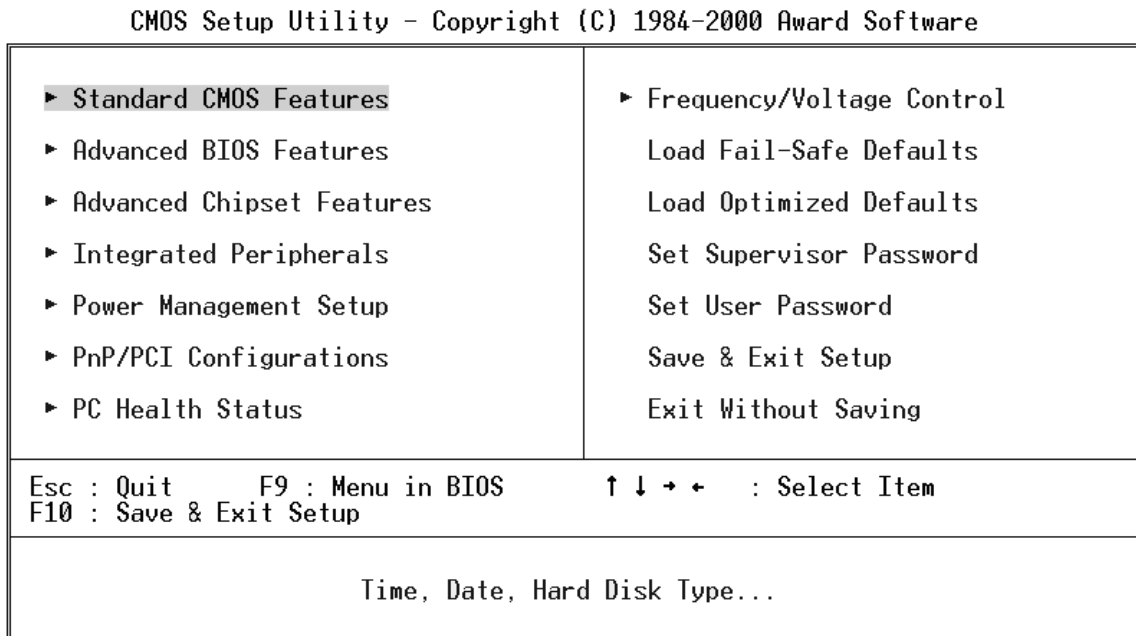 CMOS Setup Utility - Copyright (C) 1984-2000 Award Software
▶ Standard CMOS Features
▶ Advanced BIOS Features
▶ Advanced Chipset Features
▶ Integrated Peripherals
▶ Power Management Setup
▶ PnP/PCI Configurations
▶ PC Health Status
▶ Frequency/Voltage Control
Load Fail-Safe Defaults
Load Optimized Defaults
Set Supervisor Password
Set User Password
Save & Exit Setup
Exit Without Saving
Esc : Quit F9 : Menu in BIOS ↑ ↓ → ← : Select Item
F10 : Save & Exit Setup
Time, Date, Hard Disk Type...